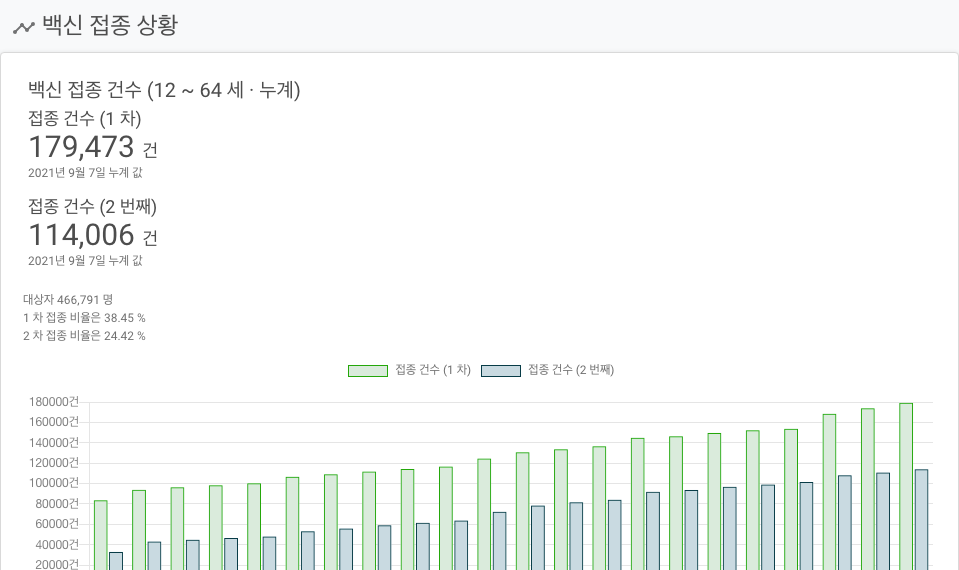 백신 접종 상황
백신 접종 건수 (12 ~ 64 세 · 누계)
접종 건수 (1 차)
179,473 건
2021년 9월 7일 누계 값
접종 건수 (2 번째)
114,006 건
2021년 9월 7일 누계 값
대상자 466,791 명
1 차 접종 비율은 38.45 %
2 차 접종 비율은 24.42 %
접종 건수 (1 차) 접종 건수 (2 번째)
180000건
160000건
140000건
120000건
100000건
80000건
60000건
40000건
20000건